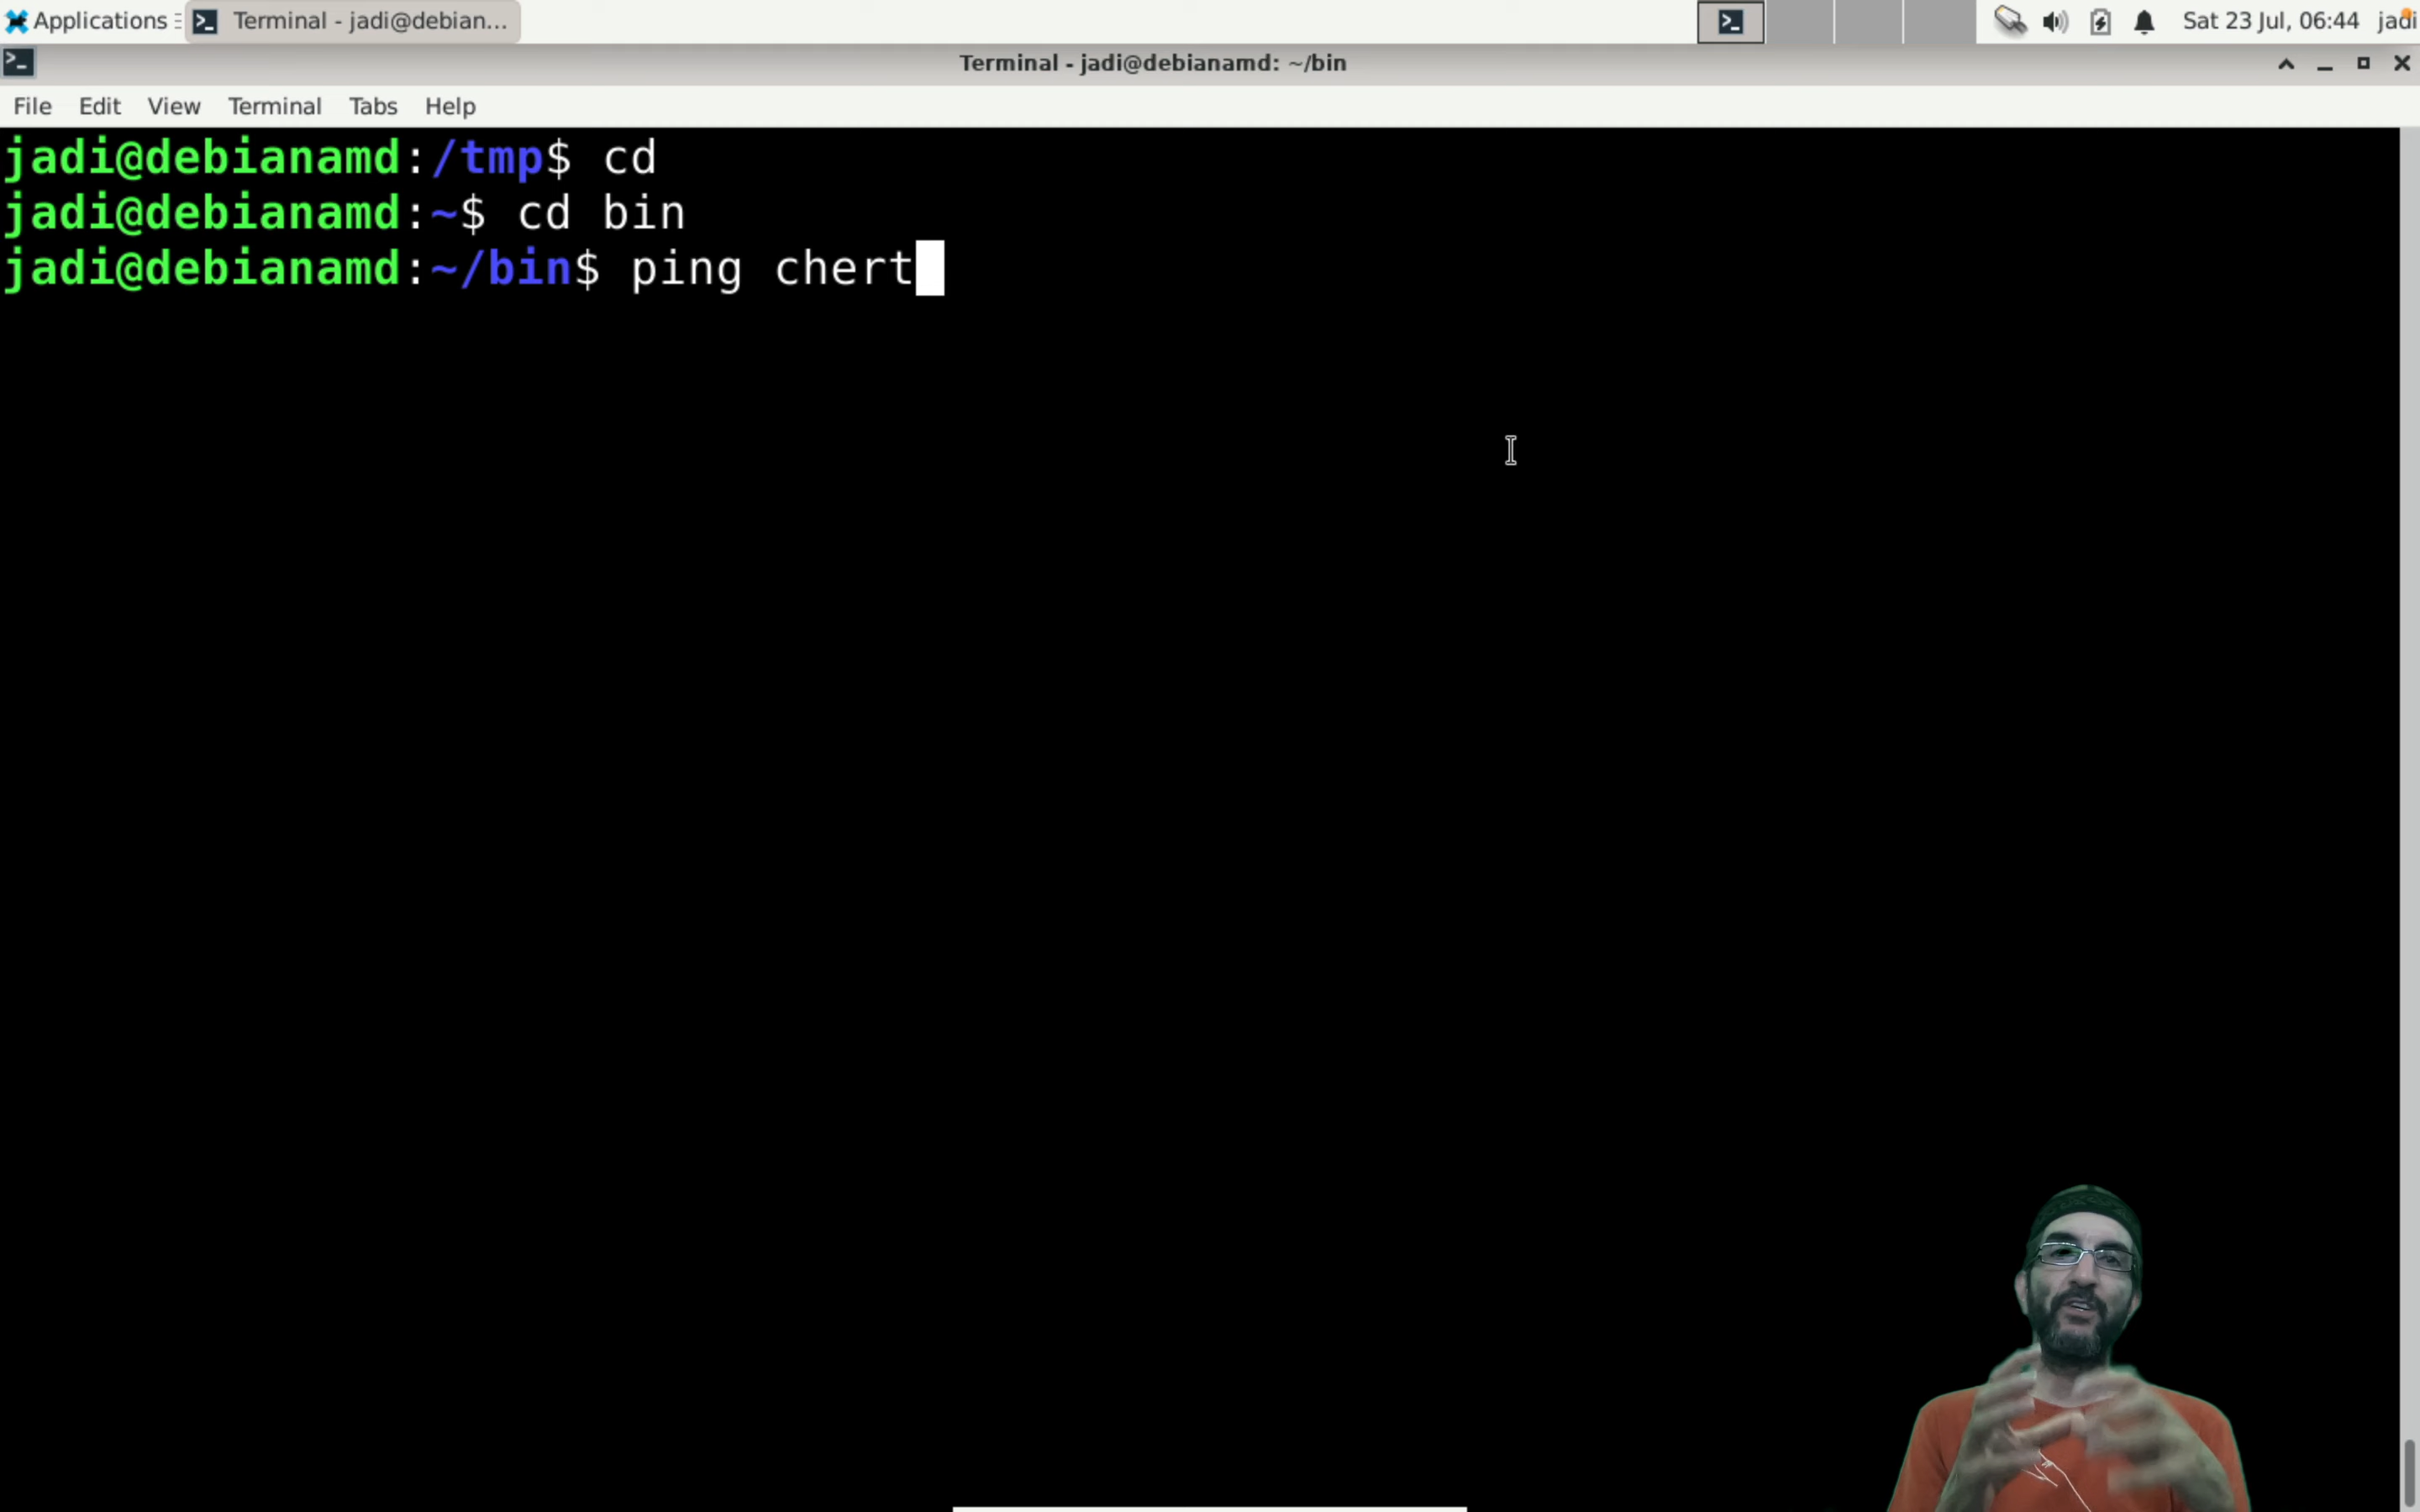 Applications Terminal - jadi@debian... Sat 23 Jul, 06:44 jadi
Terminal - jadi@debianamd: ~/bin
File Edit View Terminal Tabs Help
jadi@debianamd:/tmp$ cd
jadi@debianamd:~$ cd bin
jadi@debianamd:~/bin$ ping chert